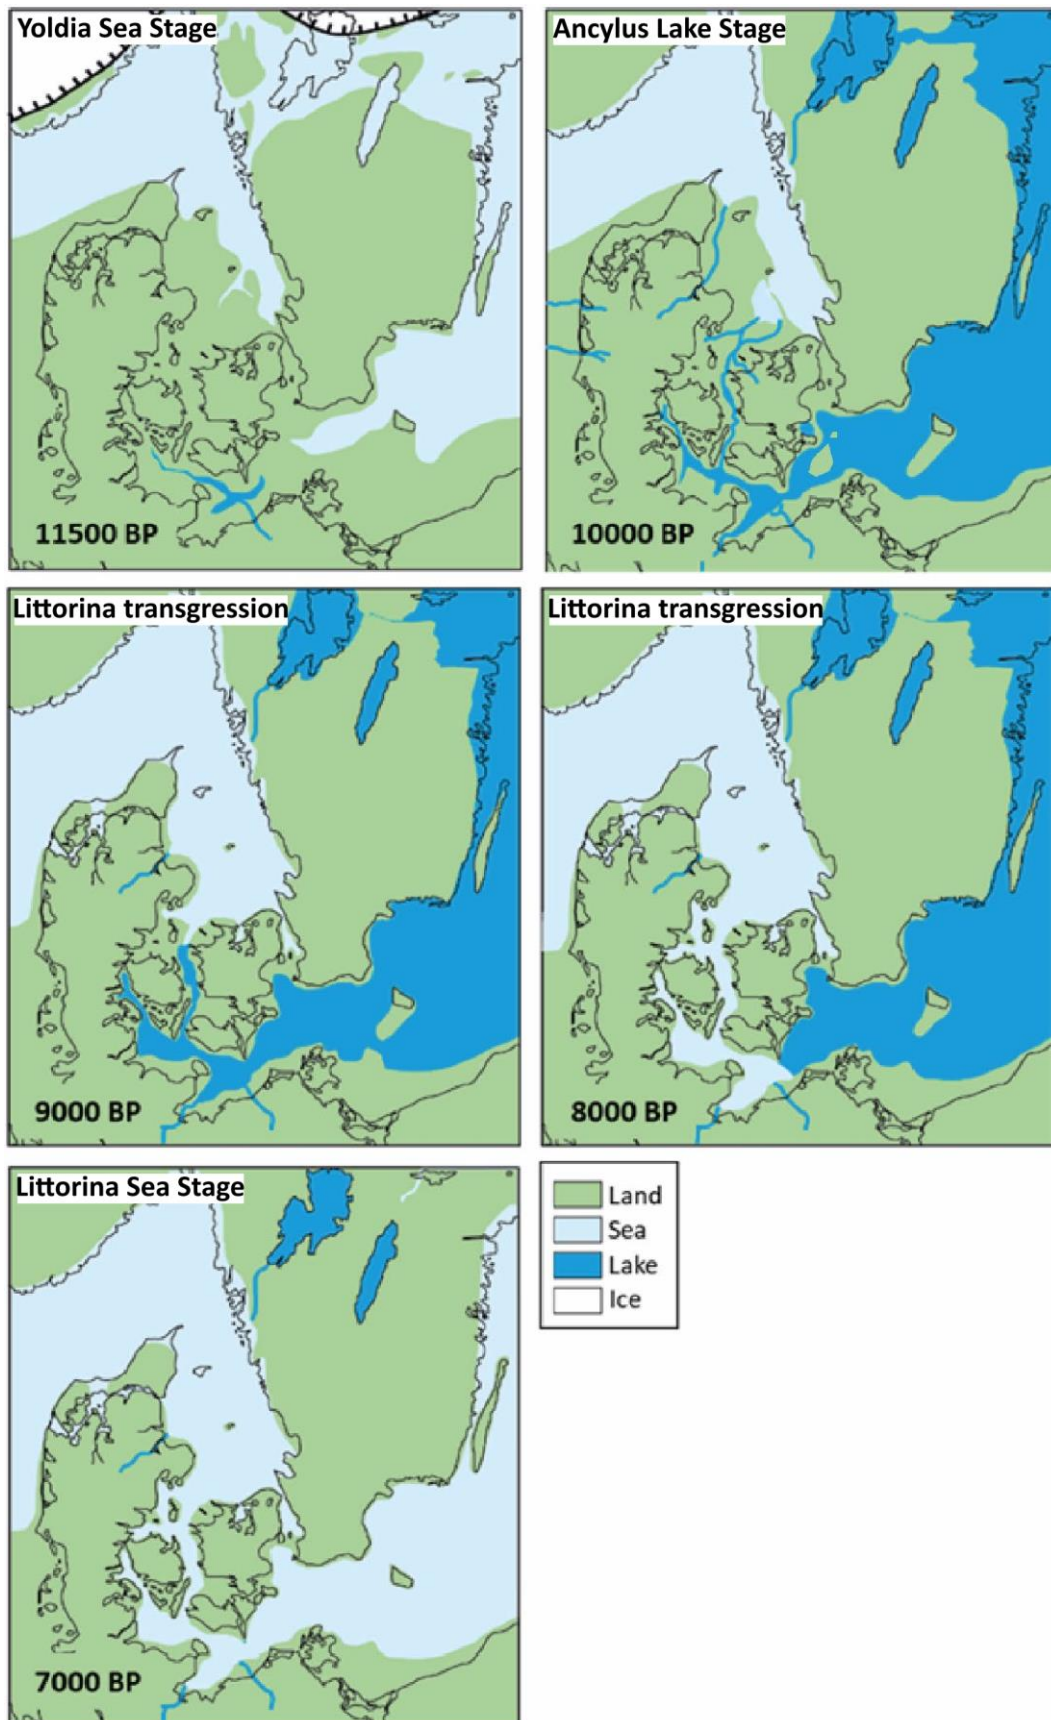 Yoldia Sea Stage
Ancylus Lake Stage
11500 BP
10000 BP
Littorina transgression
Littorina transgression
9000 BP
8000 BP
Littorina Sea Stage
7000 BP
Land
Sea
Lake
Ice